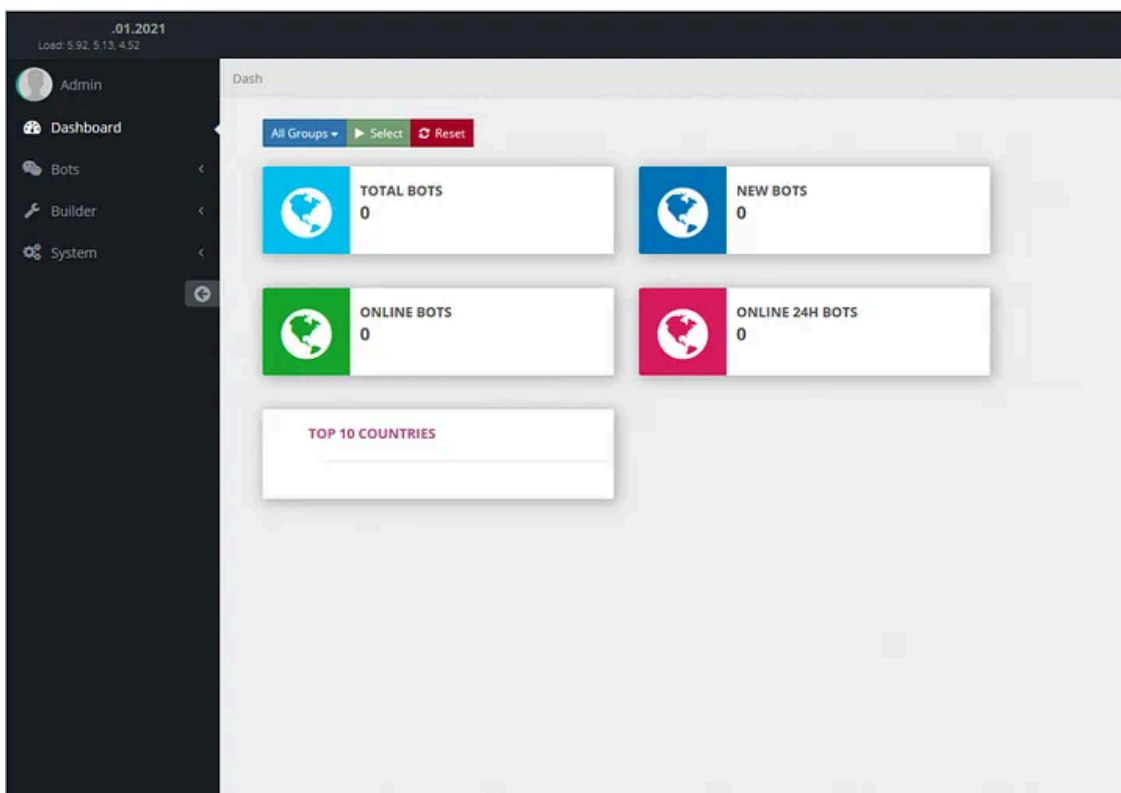 .01.2021
Load: 5.92, 5.13, 4.52
Admin
Dashboard
Bots
Builder
System
Dash
All Groups
Select
Reset
TOTAL BOTS
0
NEW BOTS
0
ONLINE BOTS
0
ONLINE 24H BOTS
0
TOP 10 COUNTRIES